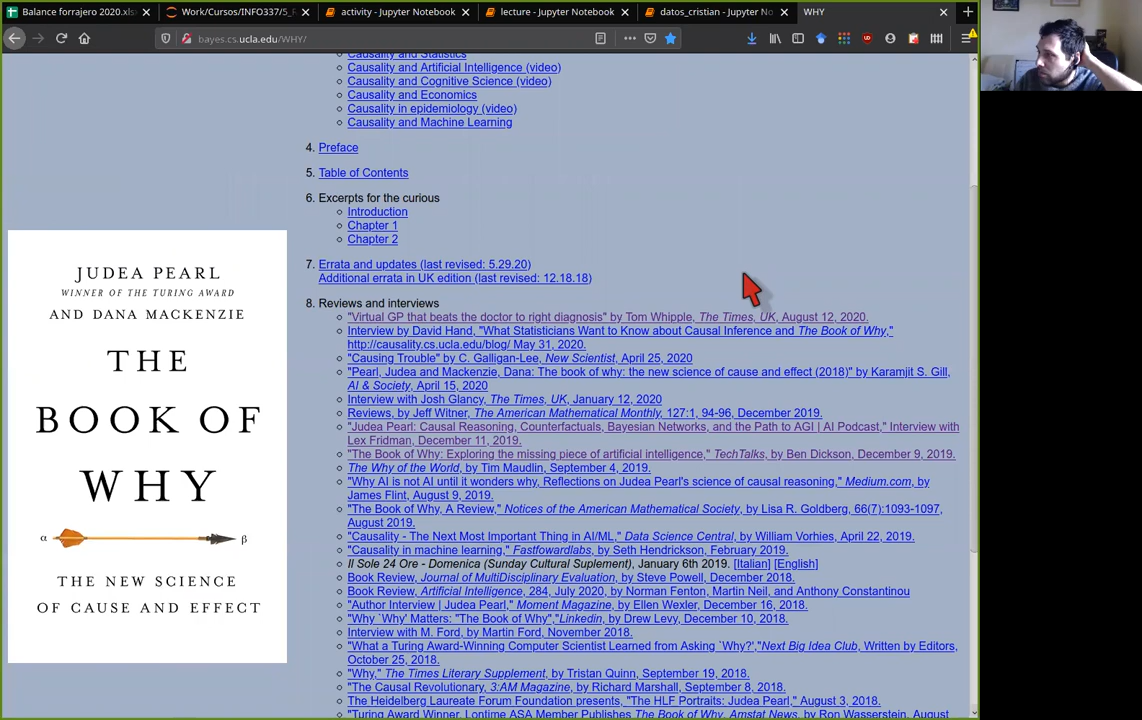 Balance forrajero 2020.xls
Work/Cursos/INFO337/5_F
activity - Jupyter Notebook
lecture - Jupyter Notebook
datos_cristian - Jupyter No
WHY
bayes.cs.ucla.edu/WHY/
Causality and Statistics
Causality and Artificial Intelligence (video)
Causality and Cognitive Science (video)
Causality and Economics
Causality in epidemiology (video)
Causality and Machine Learning
4. Preface
5. Table of Contents
6. Excerpts for the curious
Introduction
Chapter 1
Chapter 2
7. Errata and updates (last revised: 5.29.20)
Additional errata in UK edition (last revised: 12.18.18)
8. Reviews and interviews
"Virtual GP that beats the doctor to right diagnosis" by Tom Whipple, The Times, UK, August 12, 2020.
Interview by David Hand, "What Statisticians Want to Know about Causal Inference and The Book of Why,"
http://causality.cs.ucla.edu/blog/ May 31, 2020.
"Causing Trouble" by C. Galligan-Lee, New Scientist, April 25, 2020
"Pearl, Judea and Mackenzie, Dana: The book of why: the new science of cause and effect (2018)" by Karamjit S. Gill,
AI & Society, April 15, 2020
Interview with Josh Glancy, The Times, UK, January 12, 2020
Reviews, by Jeff Witner, The American Mathematical Monthly, 127:1, 94-96, December 2019.
"Judea Pearl: Causal Reasoning, Counterfactuals, Bayesian Networks, and the Path to AGI | AI Podcast," Interview with
Lex Fridman, December 11, 2019.
"The Book of Why: Exploring the missing piece of artificial intelligence," TechTalks, by Ben Dickson, December 9, 2019.
The Why of the World, by Tim Maudlin, September 4, 2019.
"Why AI is not AI until it wonders why, Reflections on Judea Pearl's science of causal reasoning," Medium.com, by
James Flint, August 9, 2019.
"The Book of Why, A Review," Notices of the American Mathematical Society, by Lisa R. Goldberg, 66(7):1093-1097,
August 2019.
"Causality - The Next Most Important Thing in AI/ML," Data Science Central, by William Vorhies, April 22, 2019.
"Causality in machine learning," Fastfowardlabs, by Seth Hendrickson, February 2019.
Il Sole 24 Ore - Domenica (Sunday Cultural Suplement), January 6th 2019. [Italian] [English]
Book Review, Journal of MultiDisciplinary Evaluation, by Steve Powell, December 2018.
Book Review, Artificial Intelligence, 284, July 2020, by Norman Fenton, Martin Neil, and Anthony Constantinou
"Author Interview | Judea Pearl," Moment Magazine, by Ellen Wexler, December 16, 2018.
"Why `Why' Matters: "The Book of Why","Linkedin, by Drew Levy, December 10, 2018.
Interview with M. Ford, by Martin Ford, November 2018.
"What a Turing Award-Winning Computer Scientist Learned from Asking `Why?',"Next Big Idea Club, Written by Editors,
October 25, 2018.
"Why," The Times Literary Supplement, by Tristan Quinn, September 19, 2018.
"The Causal Revolutionary, 3:AM Magazine, by Richard Marshall, September 8, 2018.
The Heidelberg Laureate Forum Foundation presents, "The HLF Portraits: Judea Pearl," August 3, 2018.
"Turing Award Winner, Lontime ASA Member Publishes The Book of Why, Amstat News, by Ron Wasserstein, August
JUDEA PEARL
WINNER OF THE TURING AWARD
AND DANA MACKENZIE
THE
BOOK OF
WHY
α β
THE NEW SCIENCE
OF CAUSE AND EFFECT